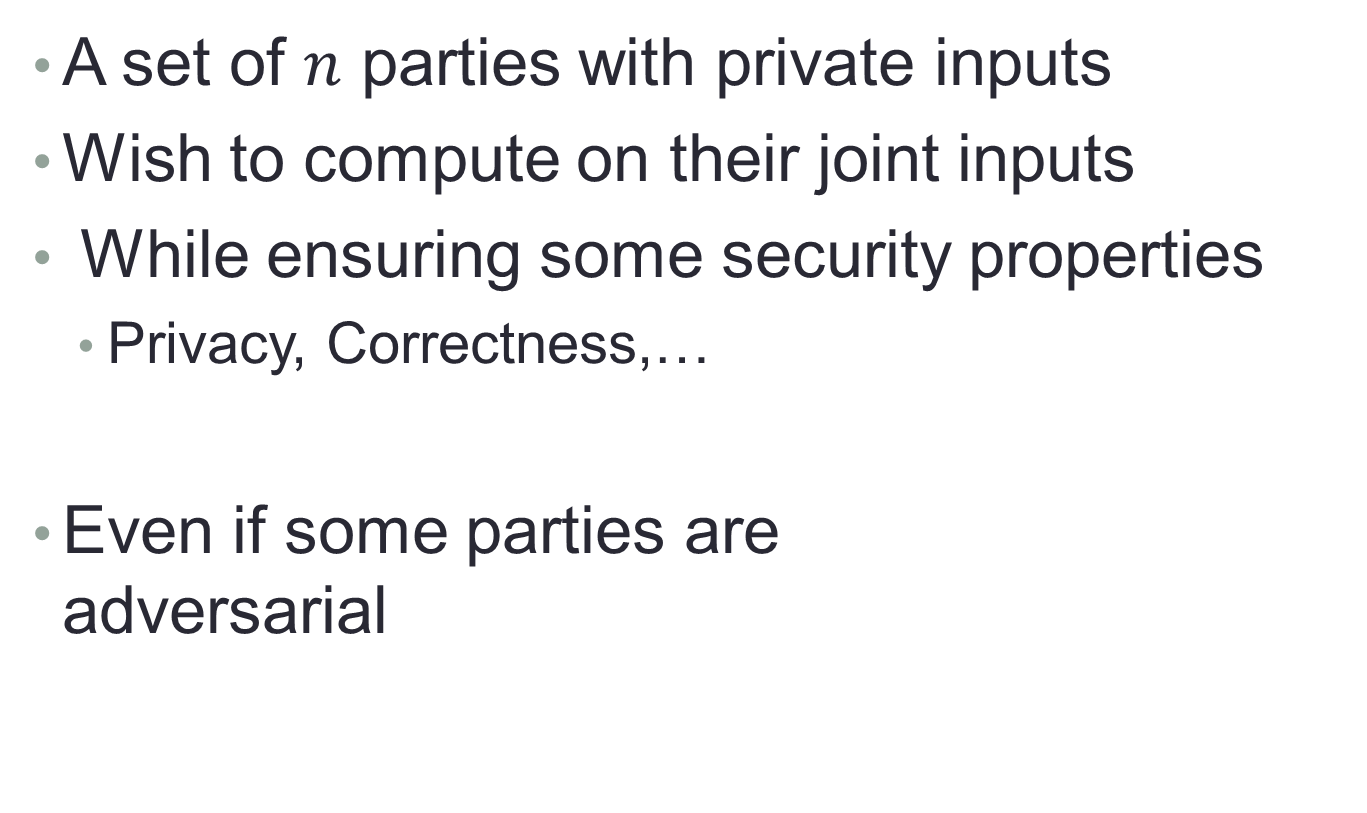 • A set of 𝑛 parties with private inputs
• Wish to compute on their joint inputs
• While ensuring some security properties
• Privacy, Correctness,…
• Even if some parties are
adversarial